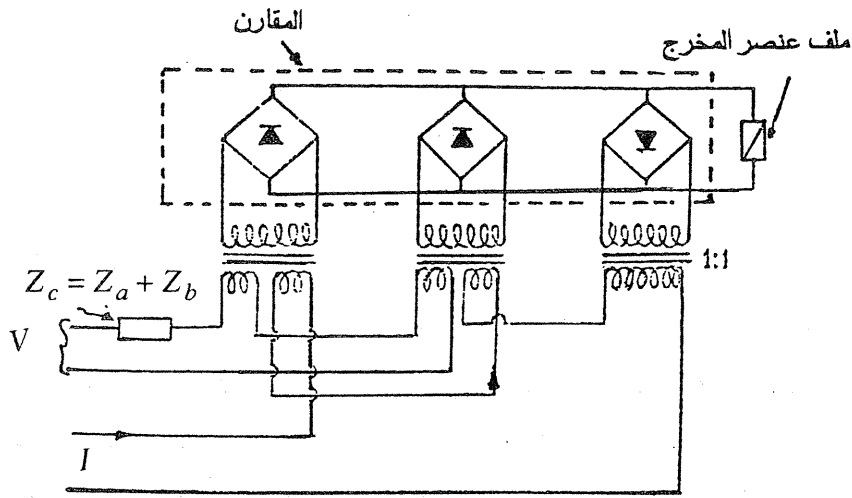 المقارن
ملف عنصر المخرج
1:1
Z_c = Z_a + Z_b
V
I